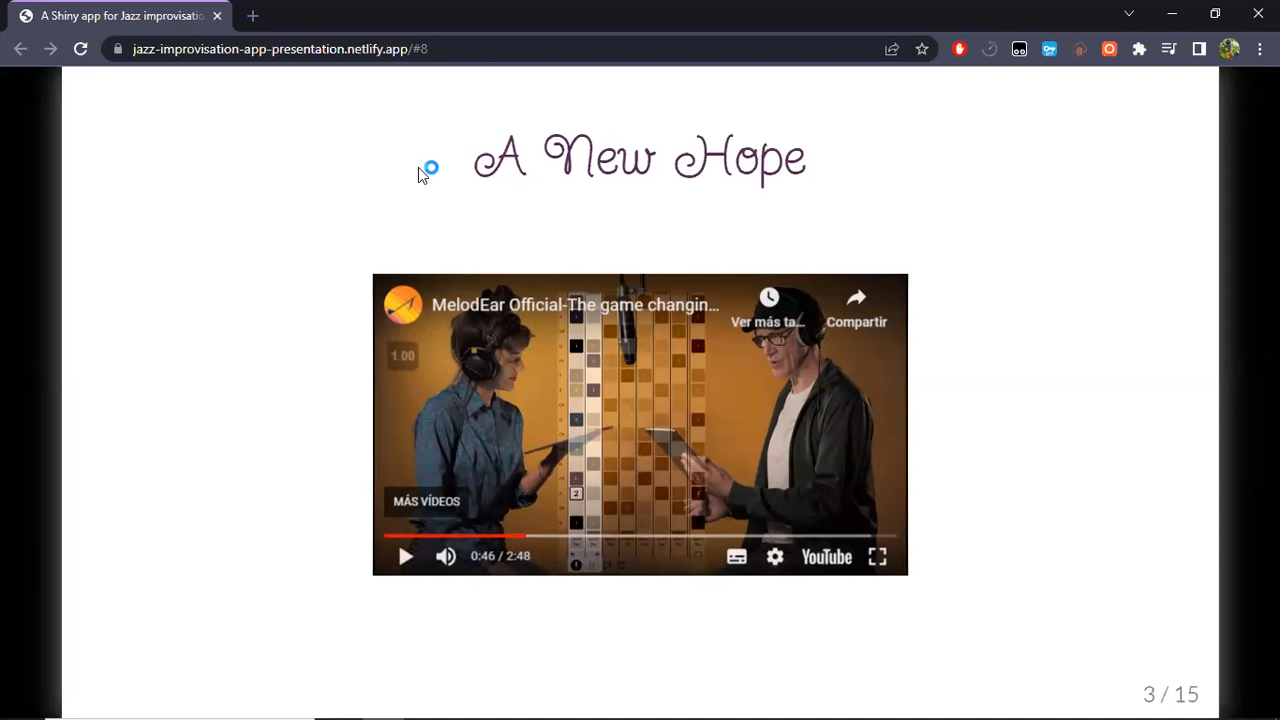 A Shiny app for Jazz improvisatio
jazz-improvisation-app-presentation.netlify.app/#8
A New Hope
MelodEar Official-The game changin...
Ver más ta...
Compartir
1.00
2
MÁS VÍDEOS
0:46 / 2:48
YouTube
3 / 15